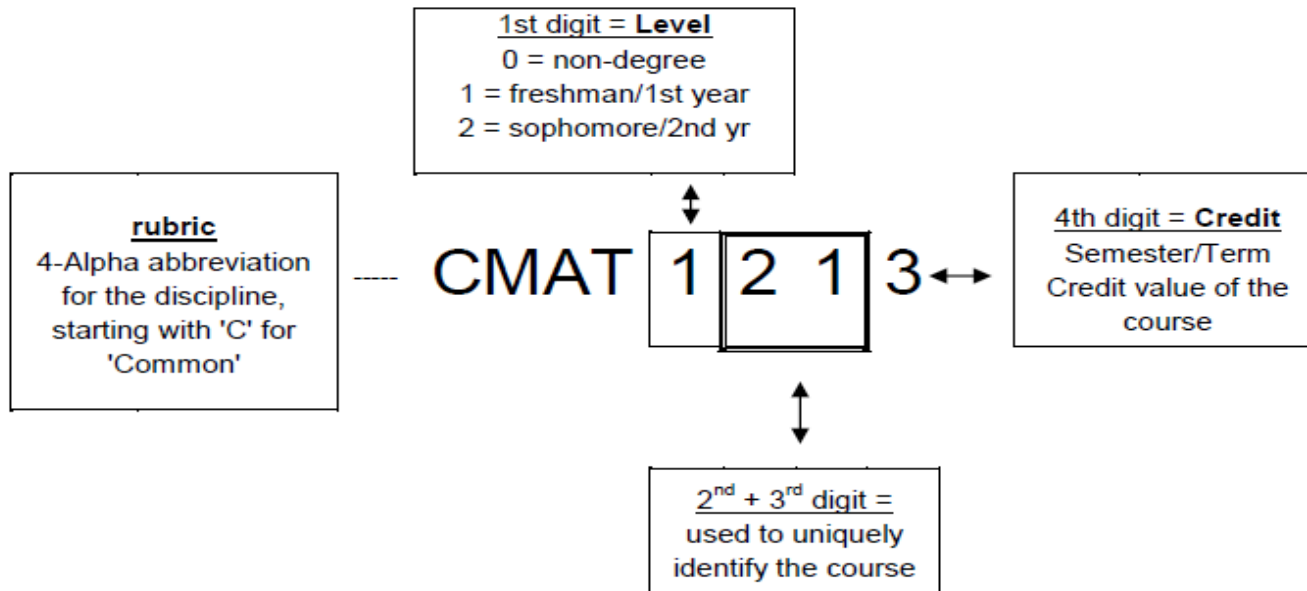 1st digit = Level
0 = non-degree
1 = freshman/1st year
2 = sophomore/2nd yr
rubric
4-Alpha abbreviation
for the discipline,
starting with 'C' for
'Common'
----- CMAT 1 2 1 3
4th digit = Credit
Semester/Term
Credit value of the
course
2nd + 3rd digit =
used to uniquely
identify the course